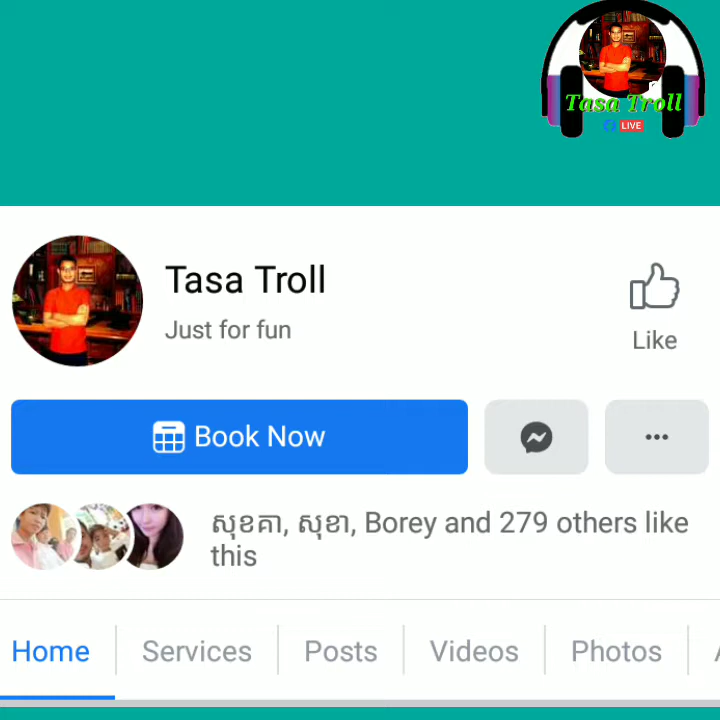 Tasa Troll
LIVE
Tasa Troll
Just for fun
Like
Book Now
សុខគា, សុខា, Borey and 279 others like
this
Home
Services
Posts
Videos
Photos